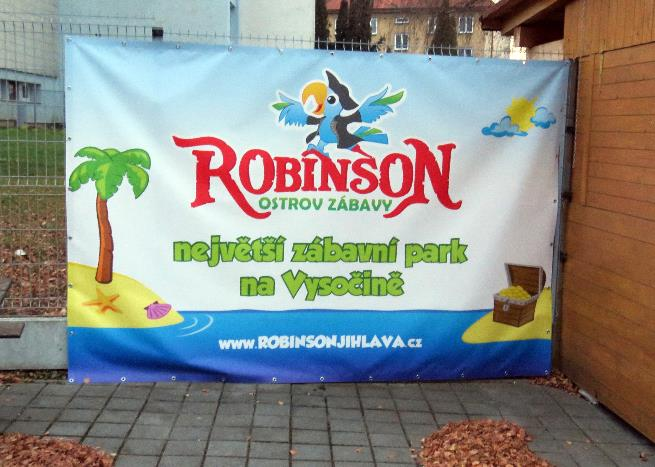 ROBINSON
OSTROV ZÁBAVY
největší zábavní park
na Vysočině
www.ROBINSONJIHLAVA.cz